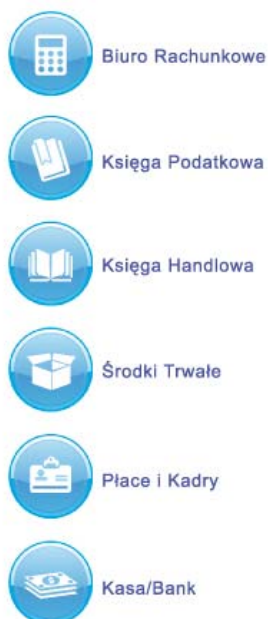 Biuro Rachunkowe
Księga Podatkowa
Księga Handlowa
Środki Trwałe
Płace i Kadry
Kasa/Bank